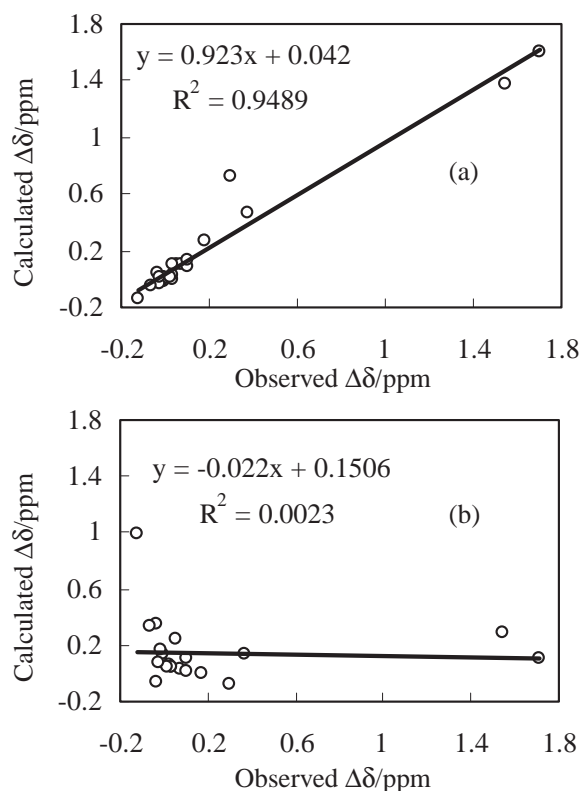 1.8
y = 0.923x + 0.042
1.4
R² = 0.9489
1
(a)
0.6
0.2
-0.2
-0.2 0.2 0.6 1 1.4 1.8
Calculated Δδ/ppm
Observed Δδ/ppm
1.8
1.4
y = -0.022x + 0.1506
R² = 0.0023
(b)
1
0.6
0.2
-0.2
-0.2 0.2 0.6 1 1.4 1.8
Calculated Δδ/ppm
Observed Δδ/ppm